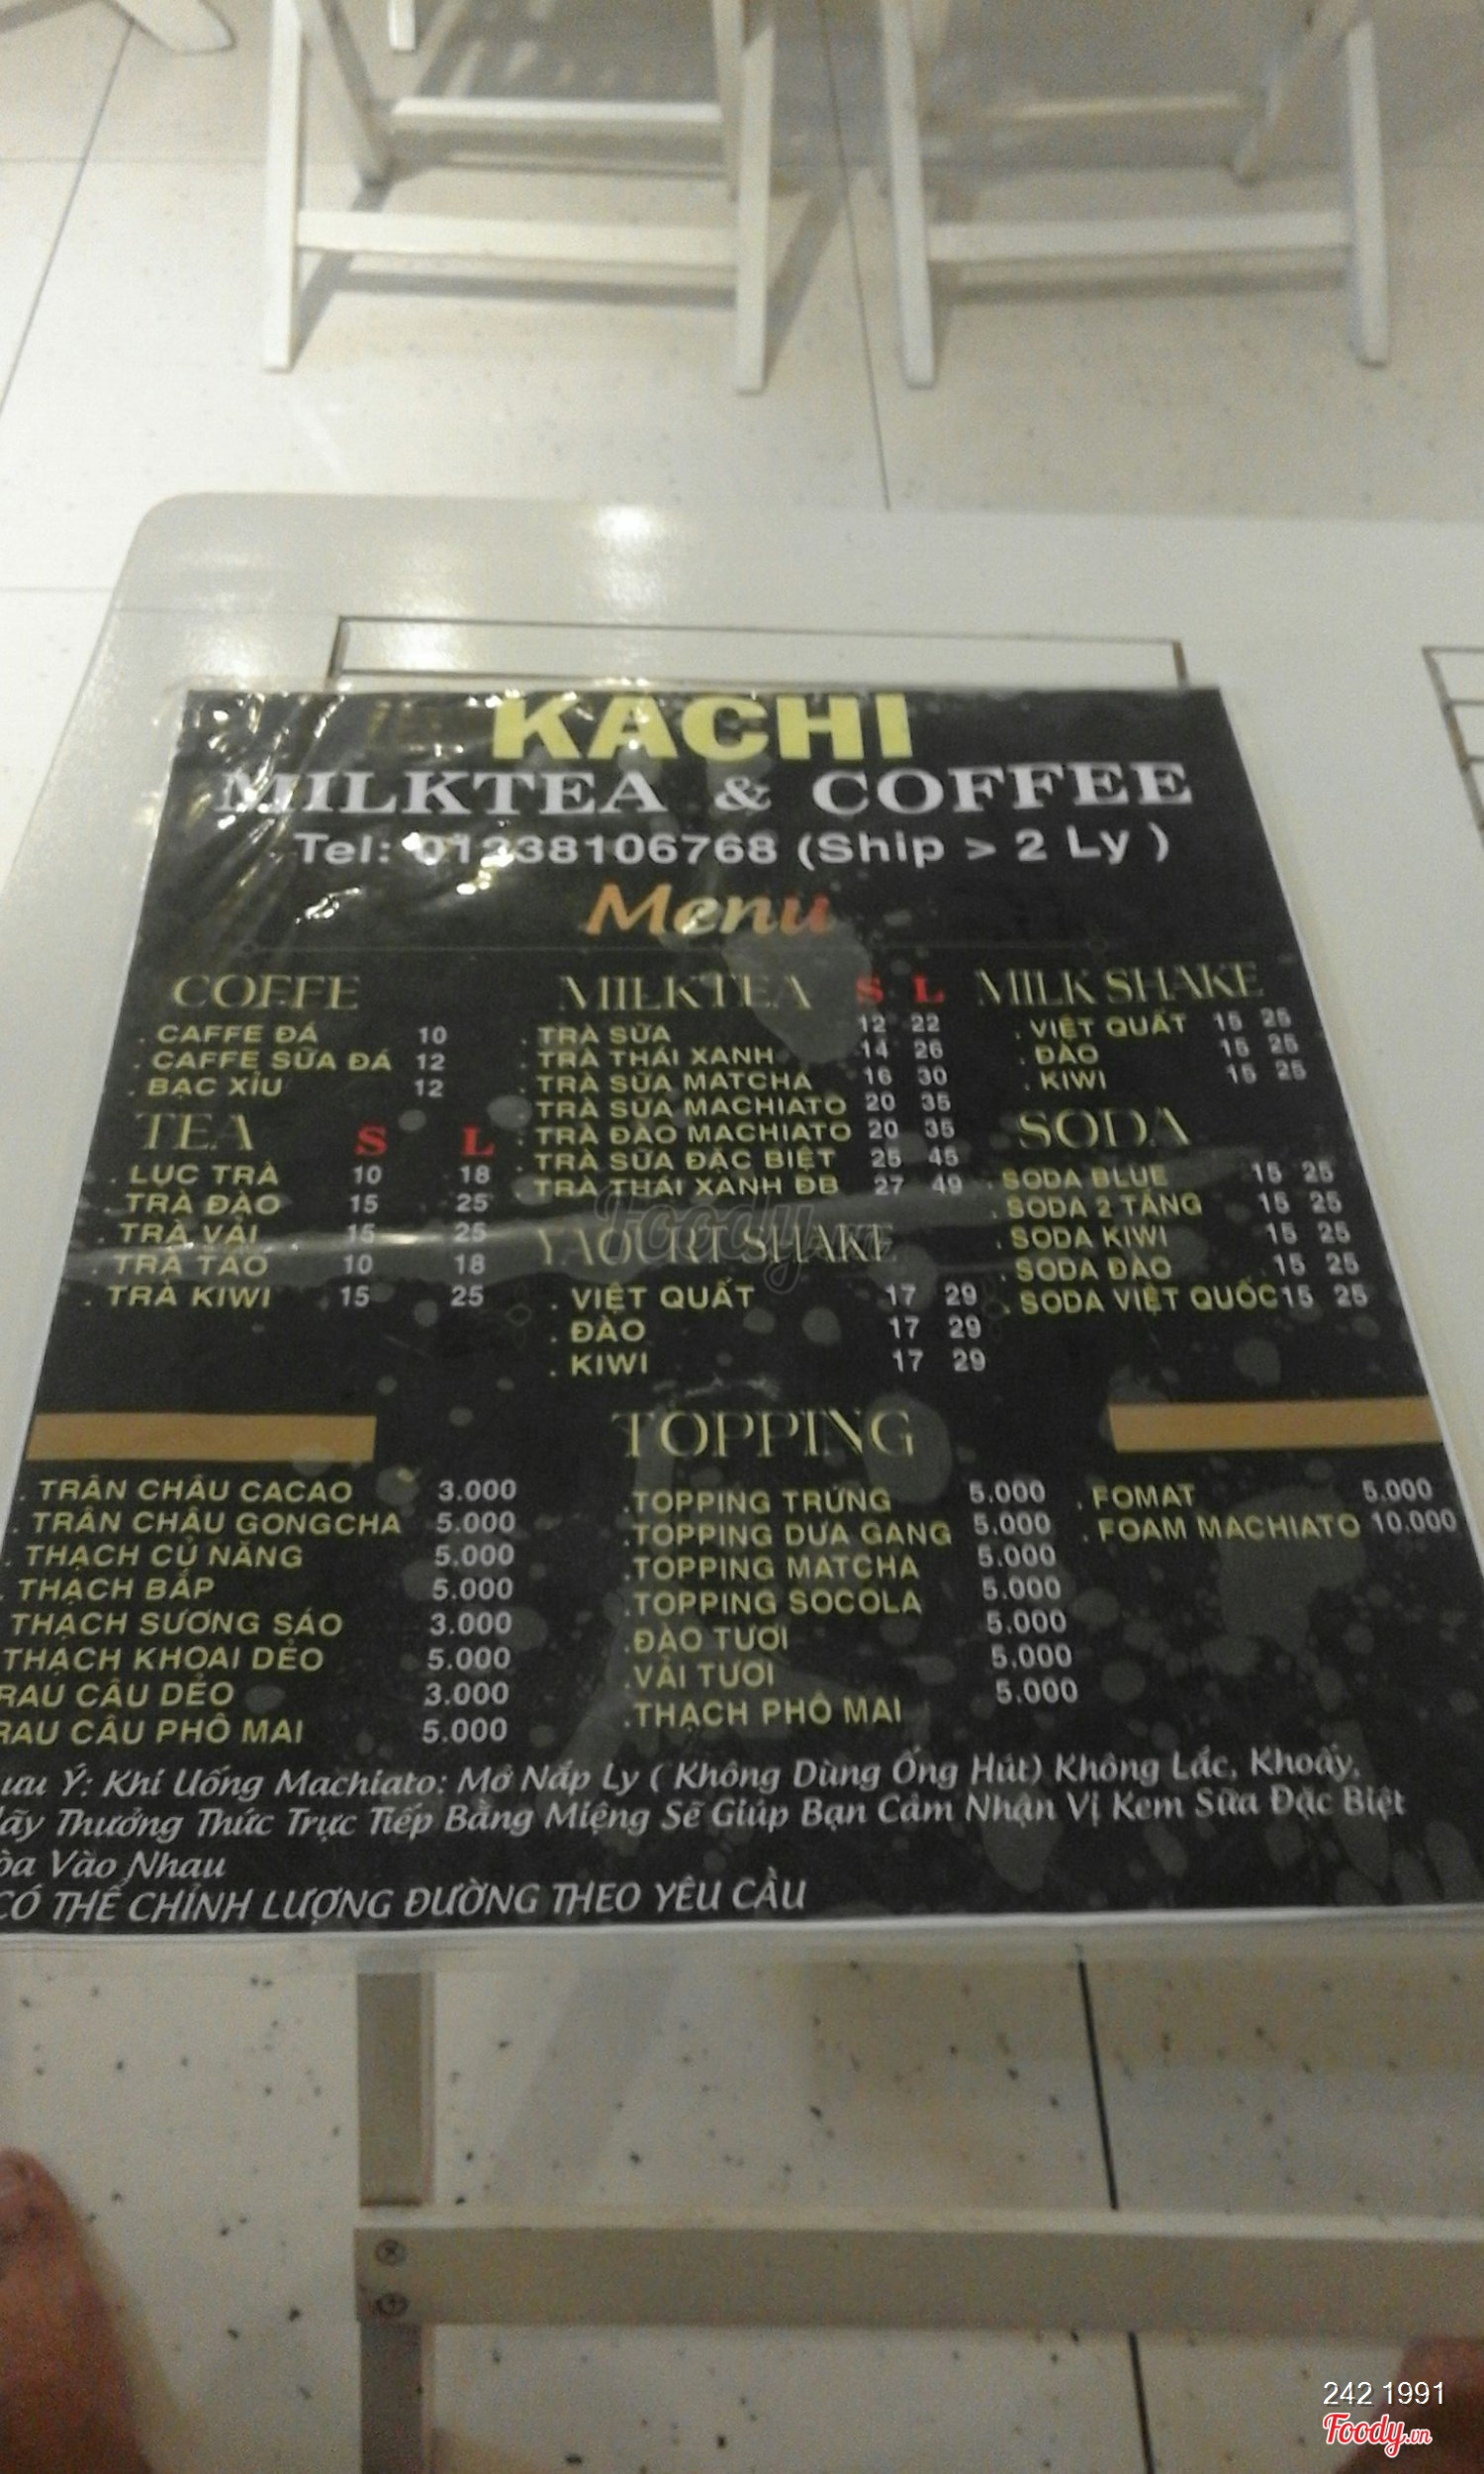 KACHI
MILKTEA & COFFEE
Tel: 01238106768 (Ship > 2 Ly )
Menu
COFFE
. CAFFE ĐÁ 10
. CAFFE SỮA ĐÁ 12
. BẠC XỈU 12
TEA S L
. LỤC TRÀ 10 18
. TRÀ ĐÀO 15 25
. TRÀ VẢI 15 25
. TRÀ TÁO 10 18
. TRÀ KIWI 15 25
MILKTEA S L
. TRÀ SỮA 12 22
. TRÀ THÁI XANH 14 26
. TRÀ SỮA MATCHA 16 30
. TRÀ SỮA MACHIATO 20 35
. TRÀ ĐÀO MACHIATO 20 35
. TRÀ SỮA ĐẶC BIỆT 25 45
. TRÀ THÁI XANH ĐB 27 49
YAOURT SHAKE
. VIỆT QUẤT 17 29
. ĐÀO 17 29
. KIWI 17 29
MILK SHAKE
. VIỆT QUẤT 15 25
. ĐÀO 15 25
. KIWI 15 25
SODA
. SODA BLUE 15 25
. SODA 2 TẦNG 15 25
. SODA KIWI 15 25
. SODA ĐÀO 15 25
. SODA VIỆT QUỐC 15 25
TOPPING
. TRÂN CHÂU CACAO 3.000
. TRÂN CHÂU GONGCHA 5.000
. THẠCH CỦ NĂNG 5.000
. THẠCH BẮP 5.000
THẠCH SƯƠNG SÁO 3.000
THẠCH KHOAI DẺO 5.000
RAU CÂU DẺO 3.000
RAU CÂU PHÔ MAI 5.000
.TOPPING TRỨNG 5.000
.TOPPING DƯA GANG 5.000
.TOPPING MATCHA 5.000
.TOPPING SOCOLA 5.000
.ĐÀO TƯƠI 5.000
.VẢI TƯƠI 5.000
.THẠCH PHÔ MAI 5.000
. FOMAT 5.000
. FOAM MACHIATO 10.000
ưu Ý: Khi Uống Machiato: Mở Nắp Ly ( Không Dùng Ống Hút) Không Lắc, Khoấy,
ãy Thưởng Thức Trực Tiếp Bằng Miệng Sẽ Giúp Bạn Cảm Nhận Vị Kem Sữa Đặc Biệt
òa Vào Nhau
CÓ THỂ CHỈNH LƯỢNG ĐƯỜNG THEO YÊU CẦU
Foody.vn
242 1991
Foody.vn